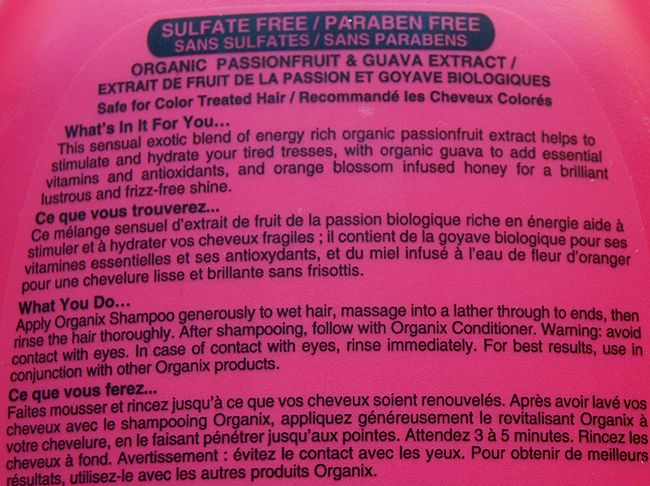 SULFATE FREE / PARABEN FREE
SANS SULFATES / SANS PARABENS
ORGANIC PASSIONFRUIT & GUAVA EXTRACT /
EXTRAIT DE FRUIT DE LA PASSION ET GOYAVE BIOLOGIQUES
Safe for Color Treated Hair / Recommandé les Cheveux Colorés
What's In It For You...
This sensual exotic blend of energy rich organic passionfruit extract helps to
stimulate and hydrate your tired tresses, with organic guava to add essential
vitamins and antioxidants, and orange blossom infused honey for a brilliant
lustrous and frizz-free shine.
Ce que vous trouverez...
Ce mélange sensuel d'extrait de fruit de la passion biologique riche en énergie aide à
stimuler et à hydrater vos cheveux fragiles ; il contient de la goyave biologique pour ses
vitamines essentielles et ses antioxydants, et du miel infusé à l'eau de fleur d'oranger
pour une chevelure lisse et brillante sans frisottis.
What You Do...
Apply Organix Shampoo generously to wet hair, massage into a lather through to ends, then
rinse the hair thoroughly. After shampooing, follow with Organix Conditioner. Warning: avoid
contact with eyes. In case of contact with eyes, rinse immediately. For best results, use in
conjunction with other Organix products.
Ce que vous ferez...
Faites mousser et rincez jusqu'à ce que vos cheveux soient renouvelés. Après avoir lavé vos
cheveux avec le shampooing Organix, appliquez généreusement le revitalisant Organix à
votre chevelure, en le faisant pénétrer jusqu'aux pointes. Attendez 3 à 5 minutes. Rincez les
cheveux à fond. Avertissement : évitez le contact avec les yeux. Pour obtenir de meilleurs
résultats, utilisez-le avec les autres produits Organix.